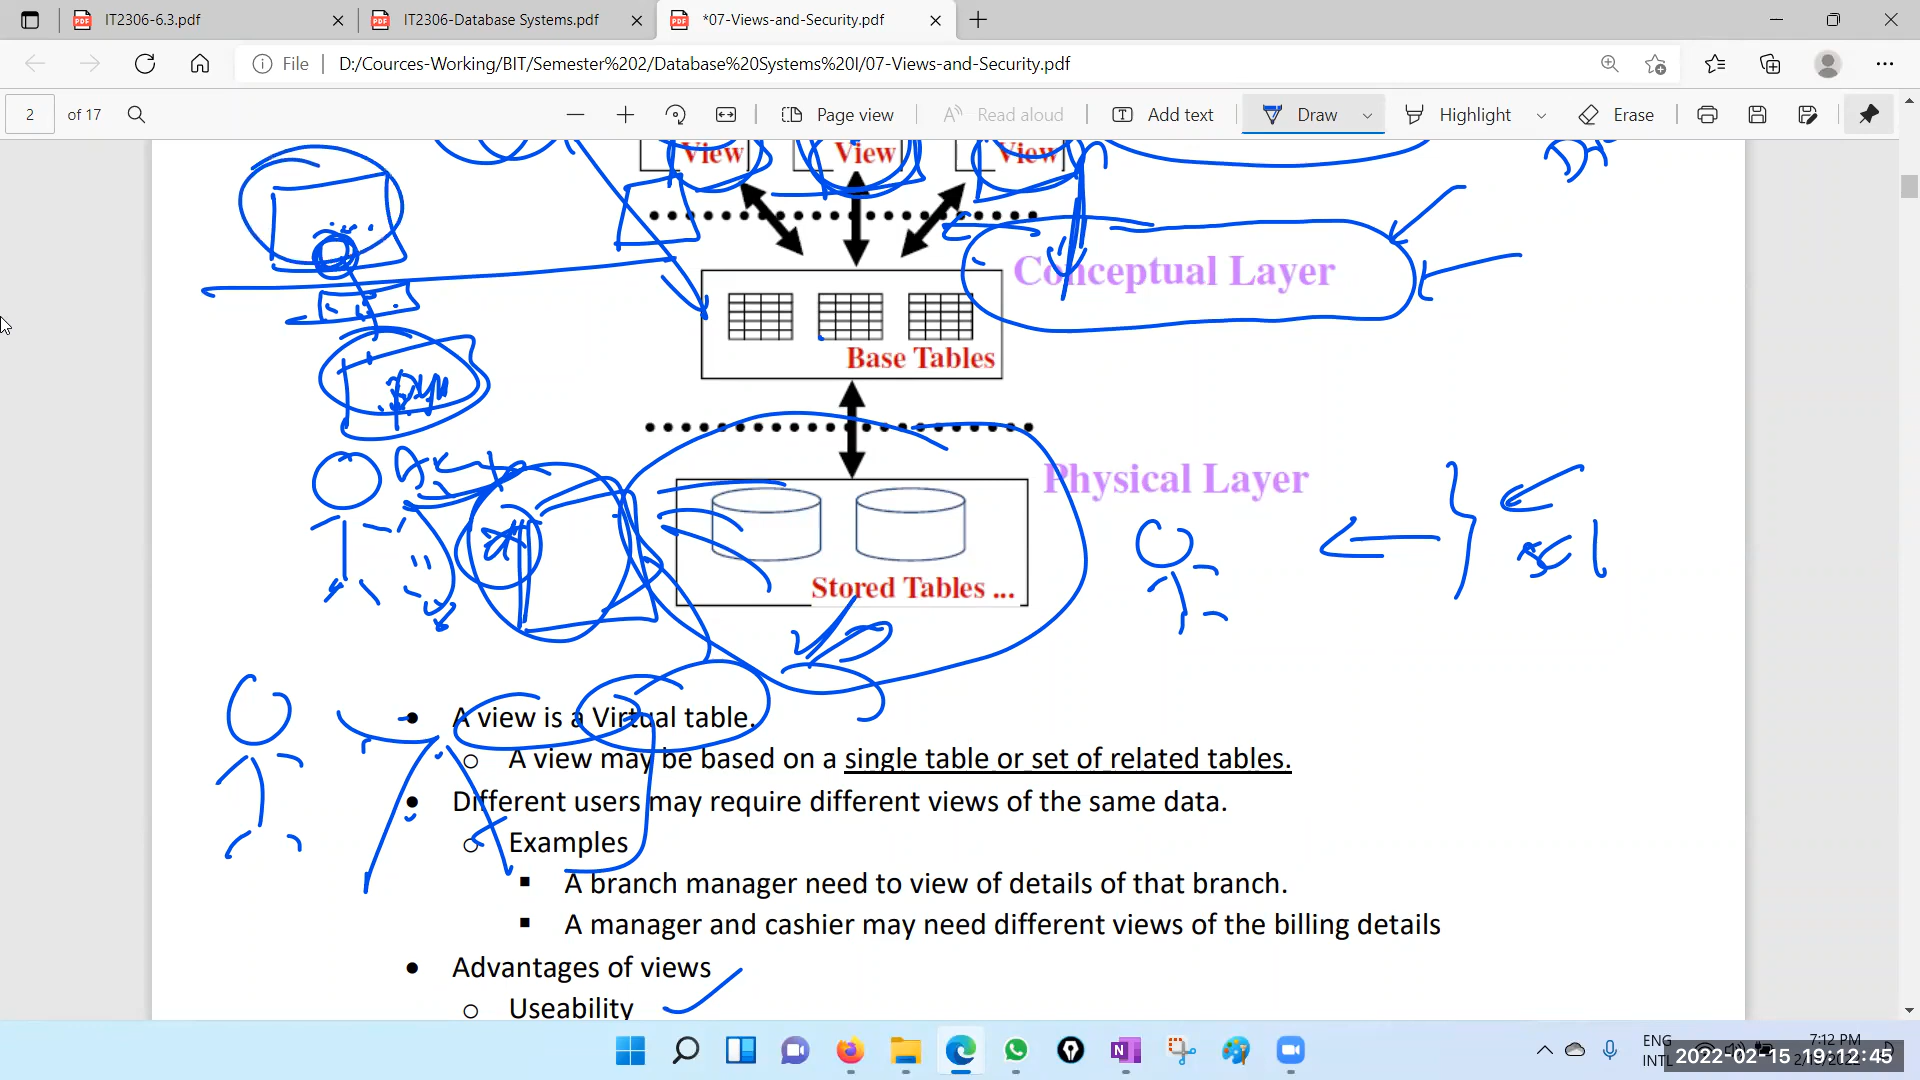 IT2306-6.3.pdf
IT2306-Database Systems.pdf
*07-Views-and-Security.pdf
File
D:/Cources-Working/BIT/Semester%202/Database%20Systems%20I/07-Views-and-Security.pdf
2
of 17
Page view
Read aloud
Add text
Draw
Highlight
Erase
View
View
View
Conceptual Layer
Base Tables
Physical Layer
Stored Tables ...
A view is a Virtual table.
A view may be based on a single table or set of related tables.
Different users may require different views of the same data.
Examples
A branch manager need to view of details of that branch.
A manager and cashier may need different views of the billing details
Advantages of views
Useability
ENG
INTL
7:12 PM
2022-02-15 19:12:45